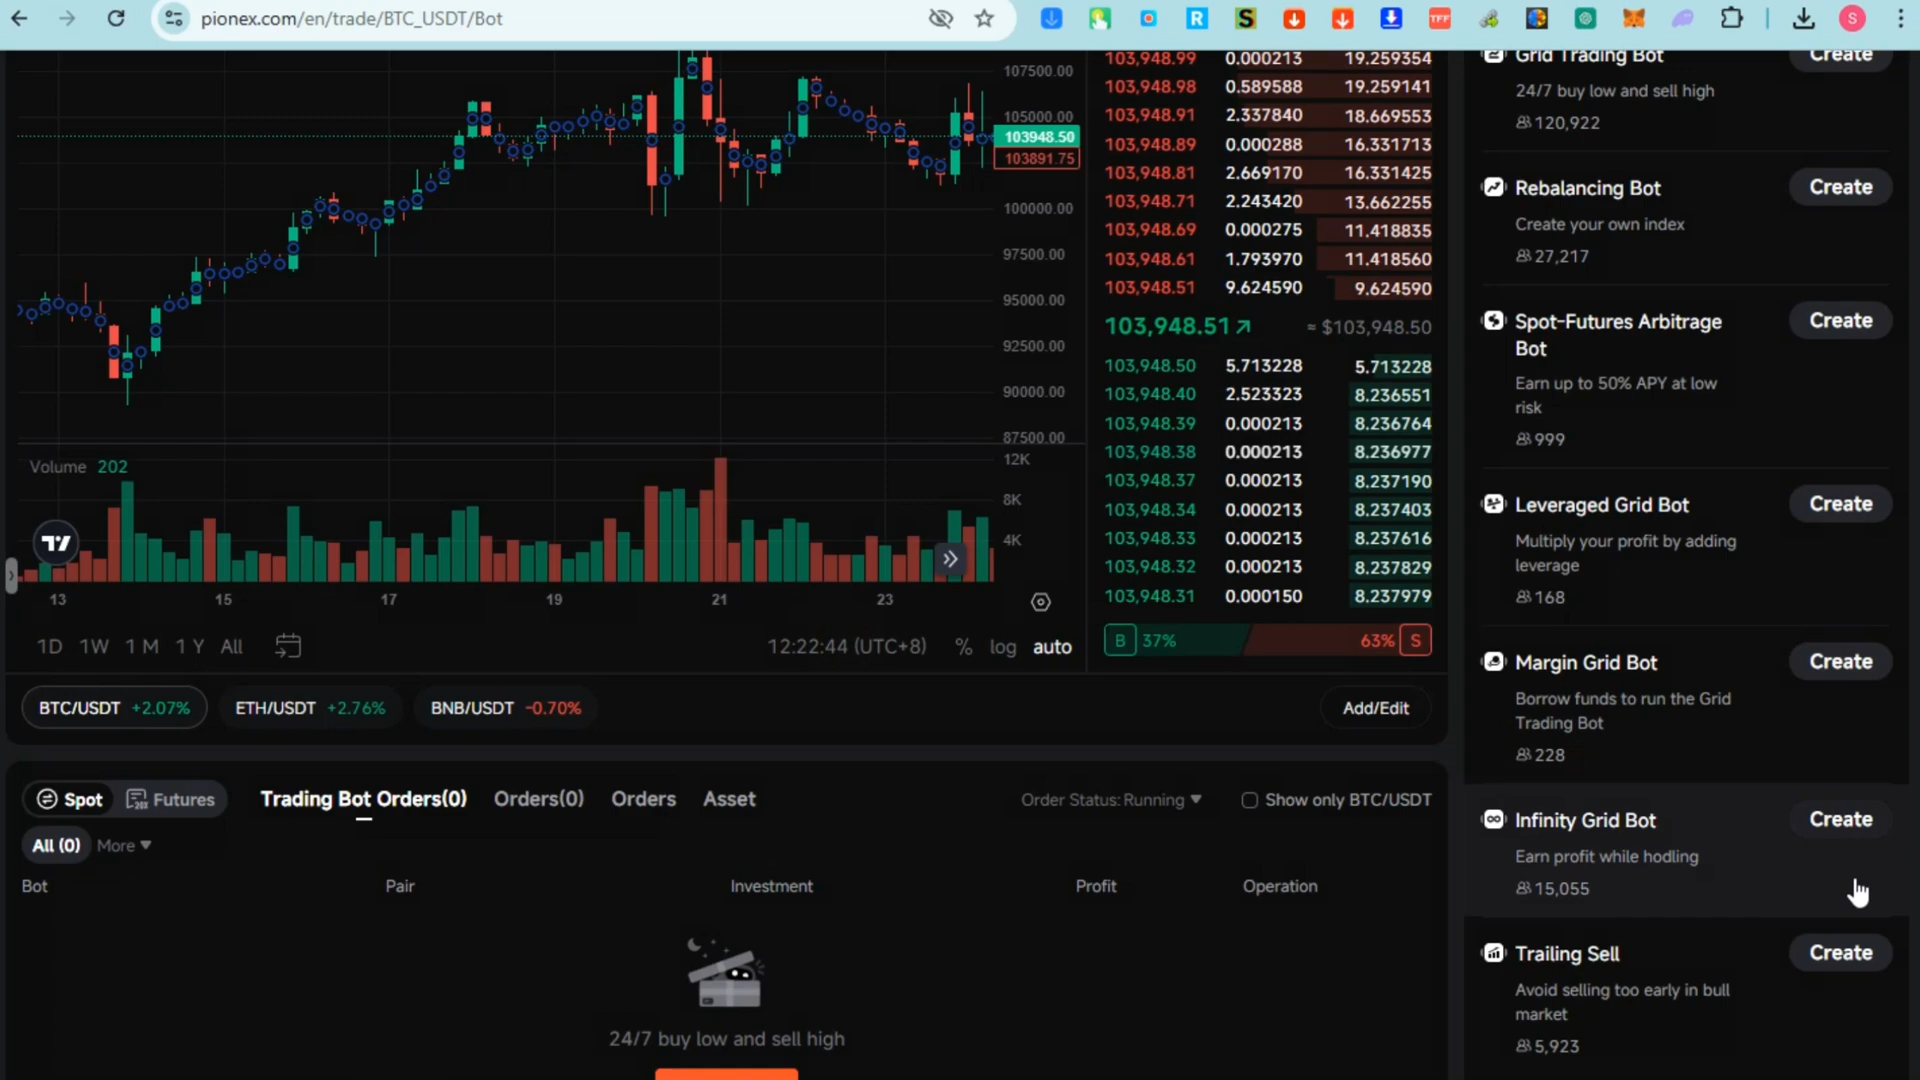 pionex.com/en/trade/BTC_USDT/Bot
R
S
TFF
S
107500.00
105000.00
103948.50
103891.75
100000.00
97500.00
95000.00
92500.00
90000.00
87500.00
Volume 202
12K
8K
4K
13 15 17 19 21 23
1D 1W 1M 1Y All
12:22:44 (UTC+8) % log auto
103,948.99 0.000213 19.259354
103,948.98 0.589588 19.259141
103,948.91 2.337840 18.669553
103,948.89 0.000288 16.331713
103,948.81 2.669170 16.331425
103,948.71 2.243420 13.662255
103,948.69 0.000275 11.418835
103,948.61 1.793970 11.418560
103,948.51 9.624590 9.624590
103,948.51 ≈ $103,948.50
103,948.50 5.713228 5.713228
103,948.40 2.523323 8.236551
103,948.39 0.000213 8.236764
103,948.38 0.000213 8.236977
103,948.37 0.000213 8.237190
103,948.34 0.000213 8.237403
103,948.33 0.000213 8.237616
103,948.32 0.000213 8.237829
103,948.31 0.000150 8.237979
B 37% 63% S
BTC/USDT +2.07% ETH/USDT +2.76% BNB/USDT -0.70% Add/Edit
Spot Futures Trading Bot Orders(0) Orders(0) Orders Asset Order Status: Running Show only BTC/USDT
All (0) More
Bot Pair Investment Profit Operation
24/7 buy low and sell high
Grid Trading Bot Create
24/7 buy low and sell high
120,922
Rebalancing Bot Create
Create your own index
27,217
Spot-Futures Arbitrage Create
Bot
Earn up to 50% APY at low
risk
999
Leveraged Grid Bot Create
Multiply your profit by adding
leverage
168
Margin Grid Bot Create
Borrow funds to run the Grid
Trading Bot
228
Infinity Grid Bot Create
Earn profit while hodling
15,055
Trailing Sell Create
Avoid selling too early in bull
market
5,923